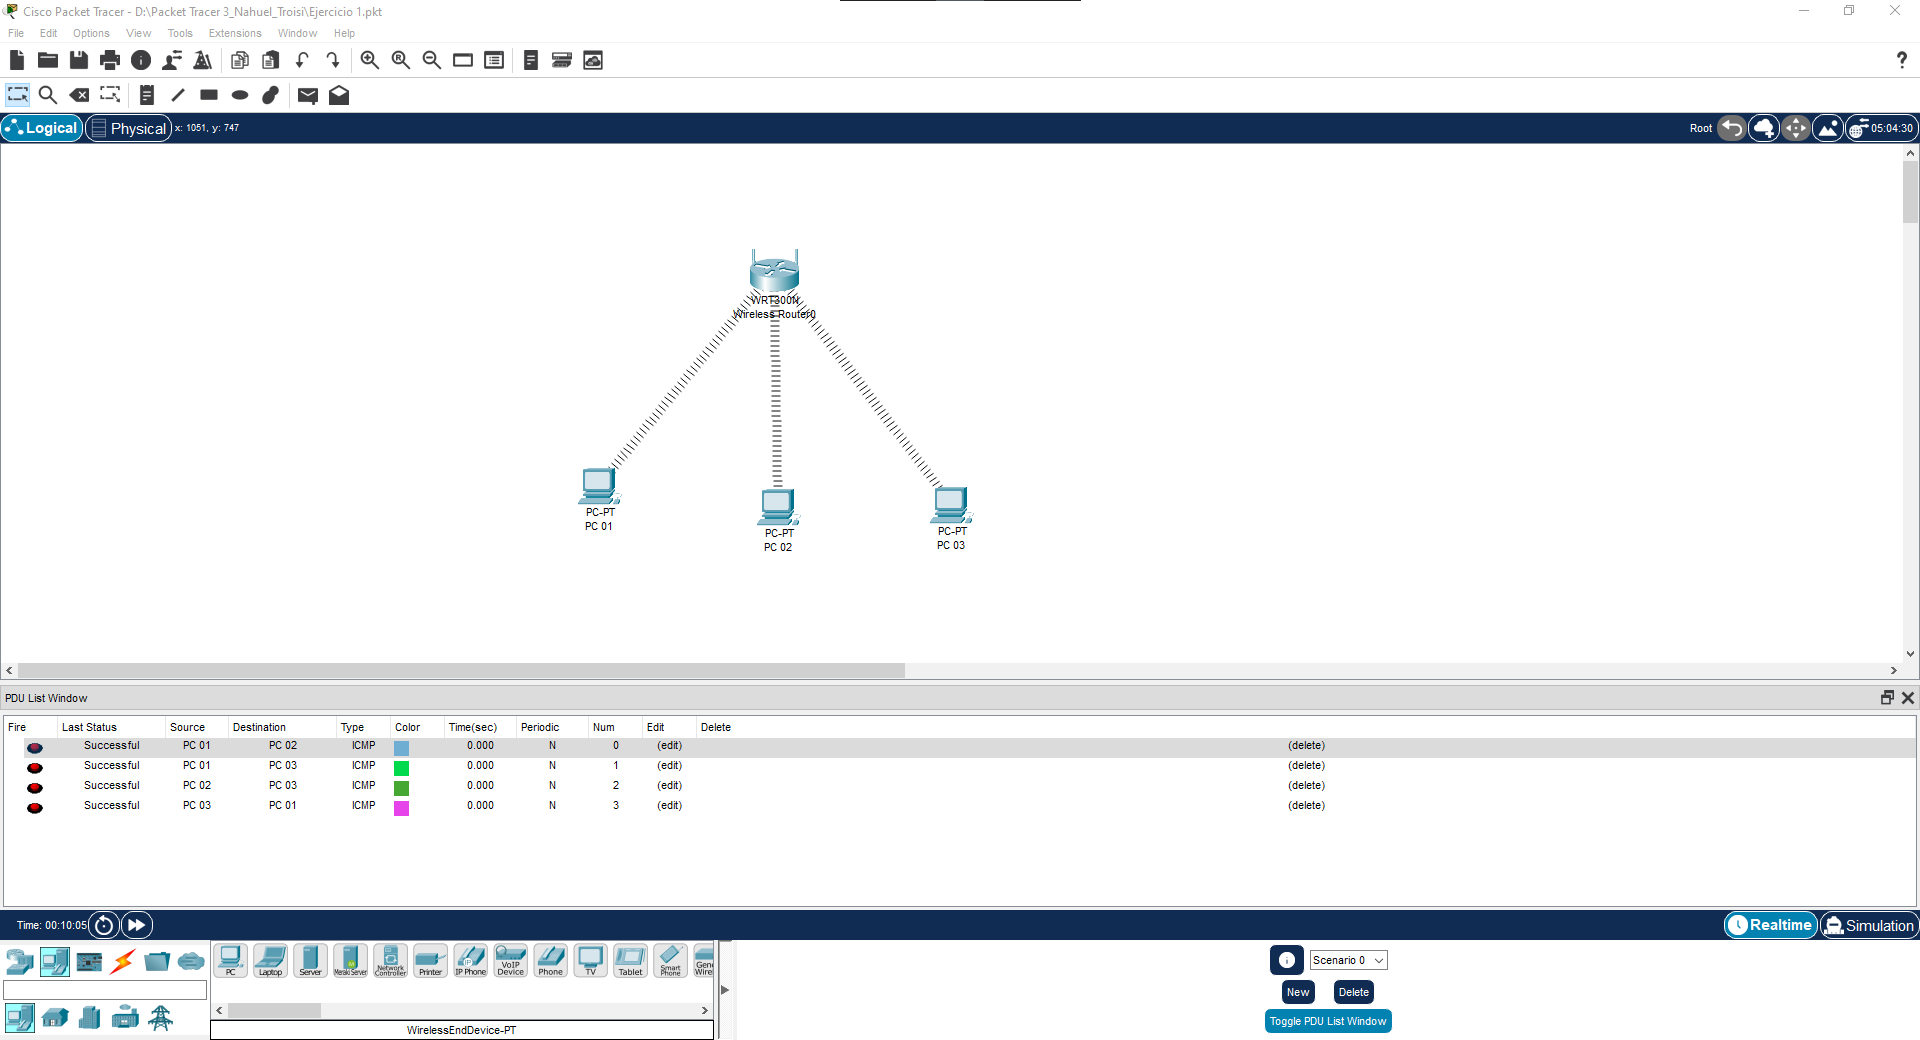 Cisco Packet Tracer - D:\Packet Tracer 3_Nahuel_Troisi\Ejercicio 1.pkt
File Edit Options View Tools Extensions Window Help
?
Logical Physical x: 1051, y: 747 Root 05:04:30
WRT300N
Wireless Router0
PC-PT
PC 01
PC-PT
PC 02
PC-PT
PC 03
PDU List Window
Fire Last Status Source Destination Type Color Time(sec) Periodic Num Edit Delete
Successful PC 01 PC 02 ICMP 0.000 N 0 (edit) (delete)
Successful PC 01 PC 03 ICMP 0.000 N 1 (edit) (delete)
Successful PC 02 PC 03 ICMP 0.000 N 2 (edit) (delete)
Successful PC 03 PC 01 ICMP 0.000 N 3 (edit) (delete)
Time: 00:10:05 Realtime Simulation
PC Laptop Server Meraki Server Network Controller Printer IP Phone VoIP Device Phone TV Tablet Smart Phone
WirelessEndDevice-PT
Scenario 0
New Delete
Toggle PDU List Window